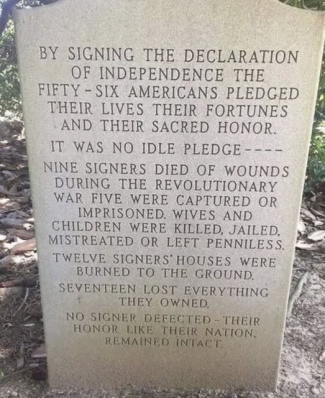 BY SIGNING THE DECLARATION
OF INDEPENDENCE THE
FIFTY-SIX AMERICANS PLEDGED
THEIR LIVES THEIR FORTUNES
AND THEIR SACRED HONOR.
IT WAS NO IDLE PLEDGE----
NINE SIGNERS DIED OF WOUNDS
DURING THE REVOLUTIONARY
WAR FIVE WERE CAPTURED OR
IMPRISONED. WIVES AND
CHILDREN WERE KILLED, JAILED,
MISTREATED OR LEFT PENNILESS.
TWELVE SIGNERS' HOUSES WERE
BURNED TO THE GROUND.
SEVENTEEN LOST EVERYTHING
THEY OWNED.
NO SIGNER DEFECTED-THEIR
HONOR LIKE THEIR NATION,
REMAINED INTACT.